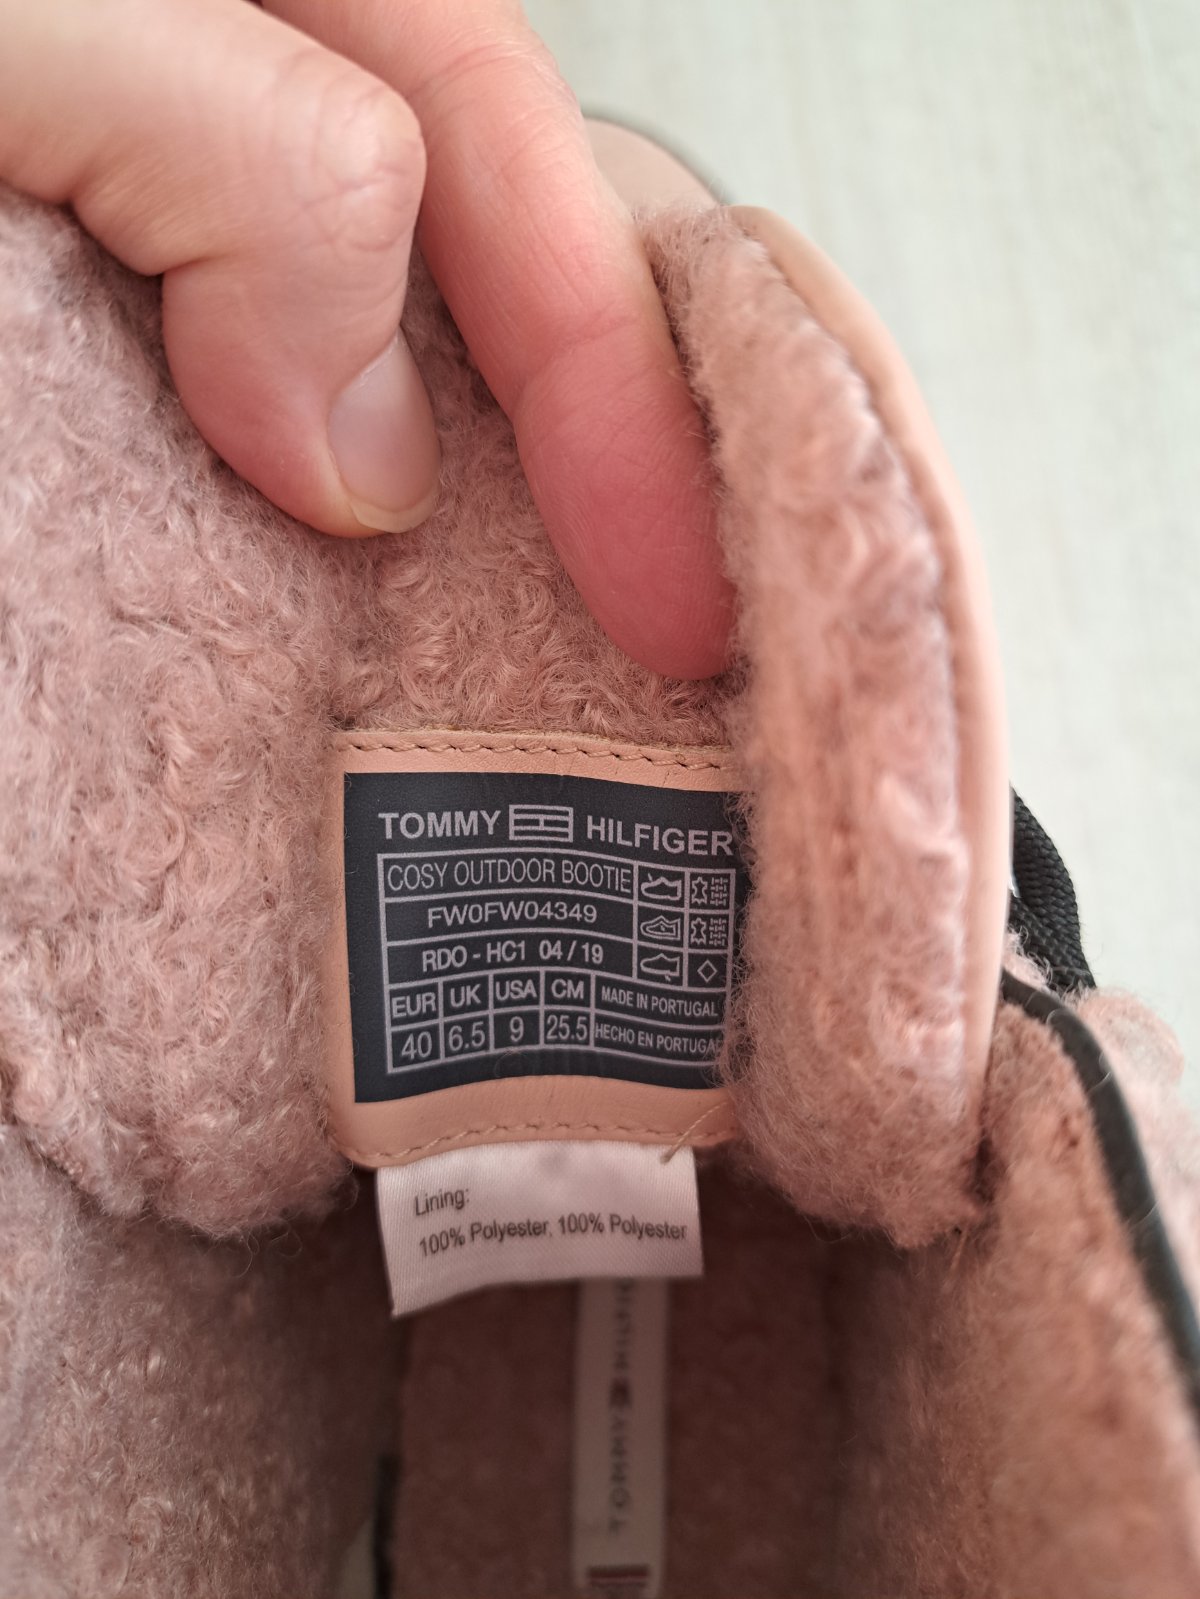 TOMMY HILFIGER
COSY OUTDOOR BOOTIE
FW0FW04349
RDO - HC1 04 / 19
EUR UK USA CM MADE IN PORTUGAL
40 6.5 9 25.5 HECHO EN PORTUGAL
Lining:
100% Polyester, 100% Polyester